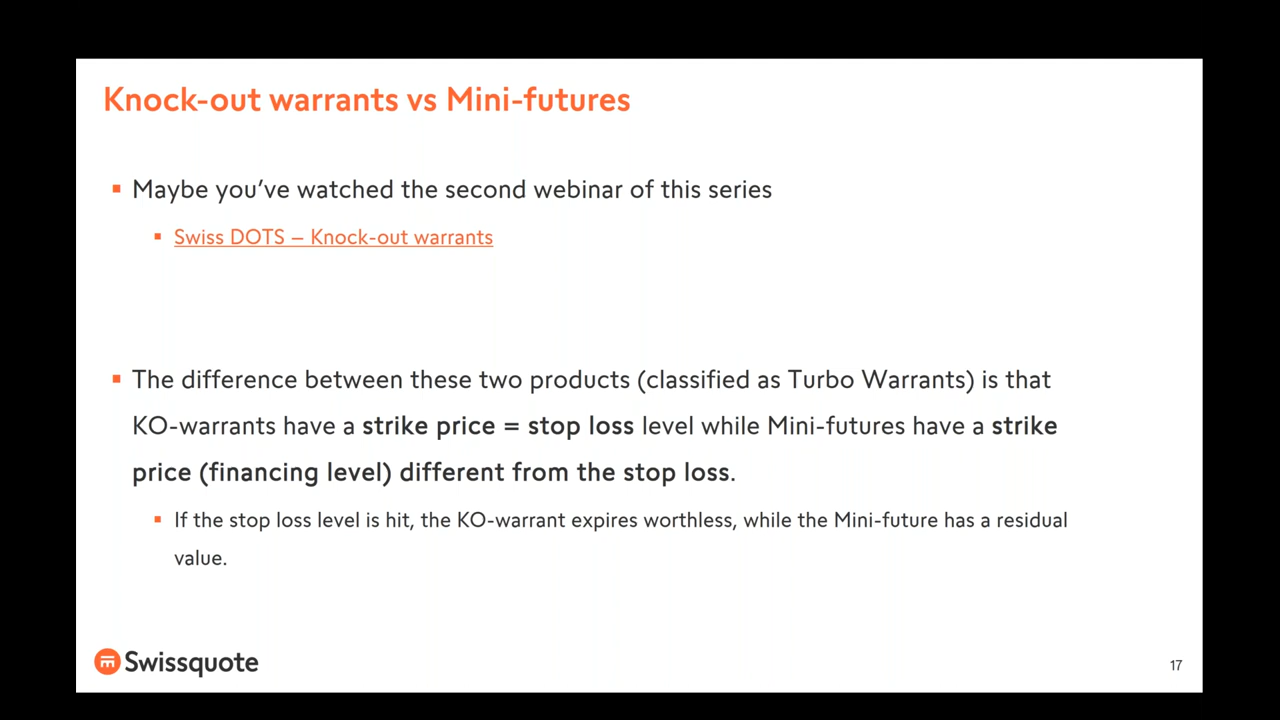 Knock-out warrants vs Mini-futures
Maybe you've watched the second webinar of this series
Swiss DOTS – Knock-out warrants
The difference between these two products (classified as Turbo Warrants) is that
KO-warrants have a strike price = stop loss level while Mini-futures have a strike
price (financing level) different from the stop loss.
If the stop loss level is hit, the KO-warrant expires worthless, while the Mini-future has a residual
value.
Swissquote
17